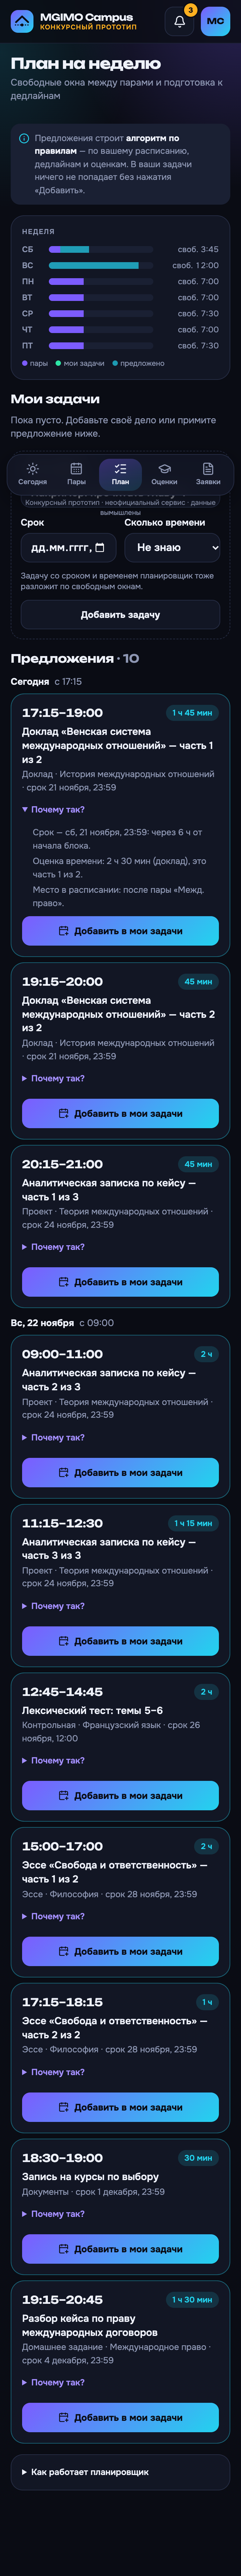 MGIMO Campus
КОНКУРСНЫЙ ПРОТОТИП
3
МС
План на неделю
Свободные окна между парами и подготовка к
дедлайнам
Предложения строит алгоритм по
правилам — по вашему расписанию,
дедлайнам и оценкам. В ваши задачи
ничего не попадает без нажатия
«Добавить».
НЕДЕЛЯ
СБ своб. 3:45
ВС своб. 12:00
ПН своб. 7:00
ВТ своб. 7:00
СР своб. 7:30
ЧТ своб. 7:00
ПТ своб. 7:30
пары мои задачи предложено
Мои задачи
Пока пусто. Добавьте своё дело или примите
предложение ниже.
Сегодня Пары План Оценки Заявки
Конкурсный прототип · неофициальный сервис · данные
вымышлены
Срок Сколько времени
дд.мм.гггг, Не знаю
Задачу со сроком и временем планировщик тоже
разложит по свободным окнам.
Добавить задачу
Предложения · 10
Сегодня с 17:15
17:15–19:00 1 ч 45 мин
Доклад «Венская система
международных отношений» — часть 1
из 2
Доклад · История международных отношений
· срок 21 ноября, 23:59
Почему так?
Срок — сб, 21 ноября, 23:59: через 6 ч от
начала блока.
Оценка времени: 2 ч 30 мин (доклад), это
часть 1 из 2.
Место в расписании: после пары «Межд.
право».
Добавить в мои задачи
19:15–20:00 45 мин
Доклад «Венская система
международных отношений» — часть 2
из 2
Доклад · История международных отношений
· срок 21 ноября, 23:59
Почему так?
Добавить в мои задачи
20:15–21:00 45 мин
Аналитическая записка по кейсу —
часть 1 из 3
Проект · Теория международных отношений ·
срок 24 ноября, 23:59
Почему так?
Добавить в мои задачи
Вс, 22 ноября с 09:00
09:00–11:00 2 ч
Аналитическая записка по кейсу —
часть 2 из 3
Проект · Теория международных отношений ·
срок 24 ноября, 23:59
Почему так?
Добавить в мои задачи
11:15–12:30 1 ч 15 мин
Аналитическая записка по кейсу —
часть 3 из 3
Проект · Теория международных отношений ·
срок 24 ноября, 23:59
Почему так?
Добавить в мои задачи
12:45–14:45 2 ч
Лексический тест: темы 5–6
Контрольная · Французский язык · срок 26
ноября, 12:00
Почему так?
Добавить в мои задачи
15:00–17:00 2 ч
Эссе «Свобода и ответственность» —
часть 1 из 2
Эссе · Философия · срок 28 ноября, 23:59
Почему так?
Добавить в мои задачи
17:15–18:15 1 ч
Эссе «Свобода и ответственность» —
часть 2 из 2
Эссе · Философия · срок 28 ноября, 23:59
Почему так?
Добавить в мои задачи
18:30–19:00 30 мин
Запись на курсы по выбору
Документы · срок 1 декабря, 23:59
Почему так?
Добавить в мои задачи
19:15–20:45 1 ч 30 мин
Разбор кейса по праву
международных договоров
Домашнее задание · Международное право ·
срок 4 декабря, 23:59
Почему так?
Добавить в мои задачи
Как работает планировщик